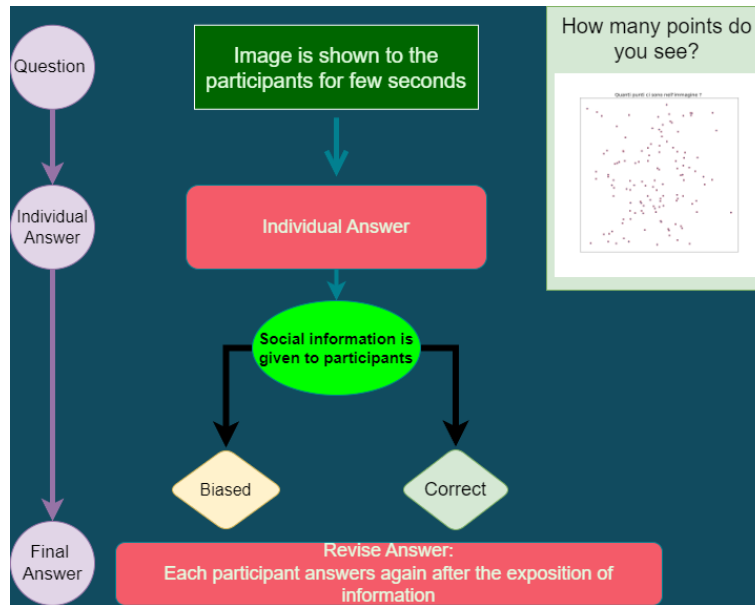 Question
Image is shown to the
participants for few seconds
How many points do
you see?
Quanti punti ci sono nell'immagine ?
Individual
Answer
Individual Answer
Social information is
given to participants
Biased
Correct
Final
Answer
Revise Answer:
Each participant answers again after the exposition of
information